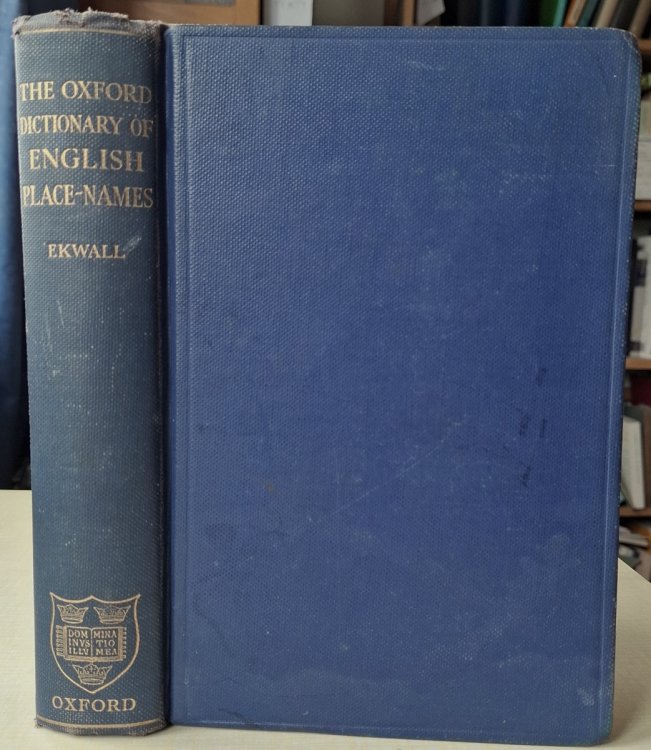 THE OXFORD
DICTIONARY OF
ENGLISH
PLACE-NAMES
EKWALL
DOM MINA
INVS TIO
ILLV MEA
OXFORD